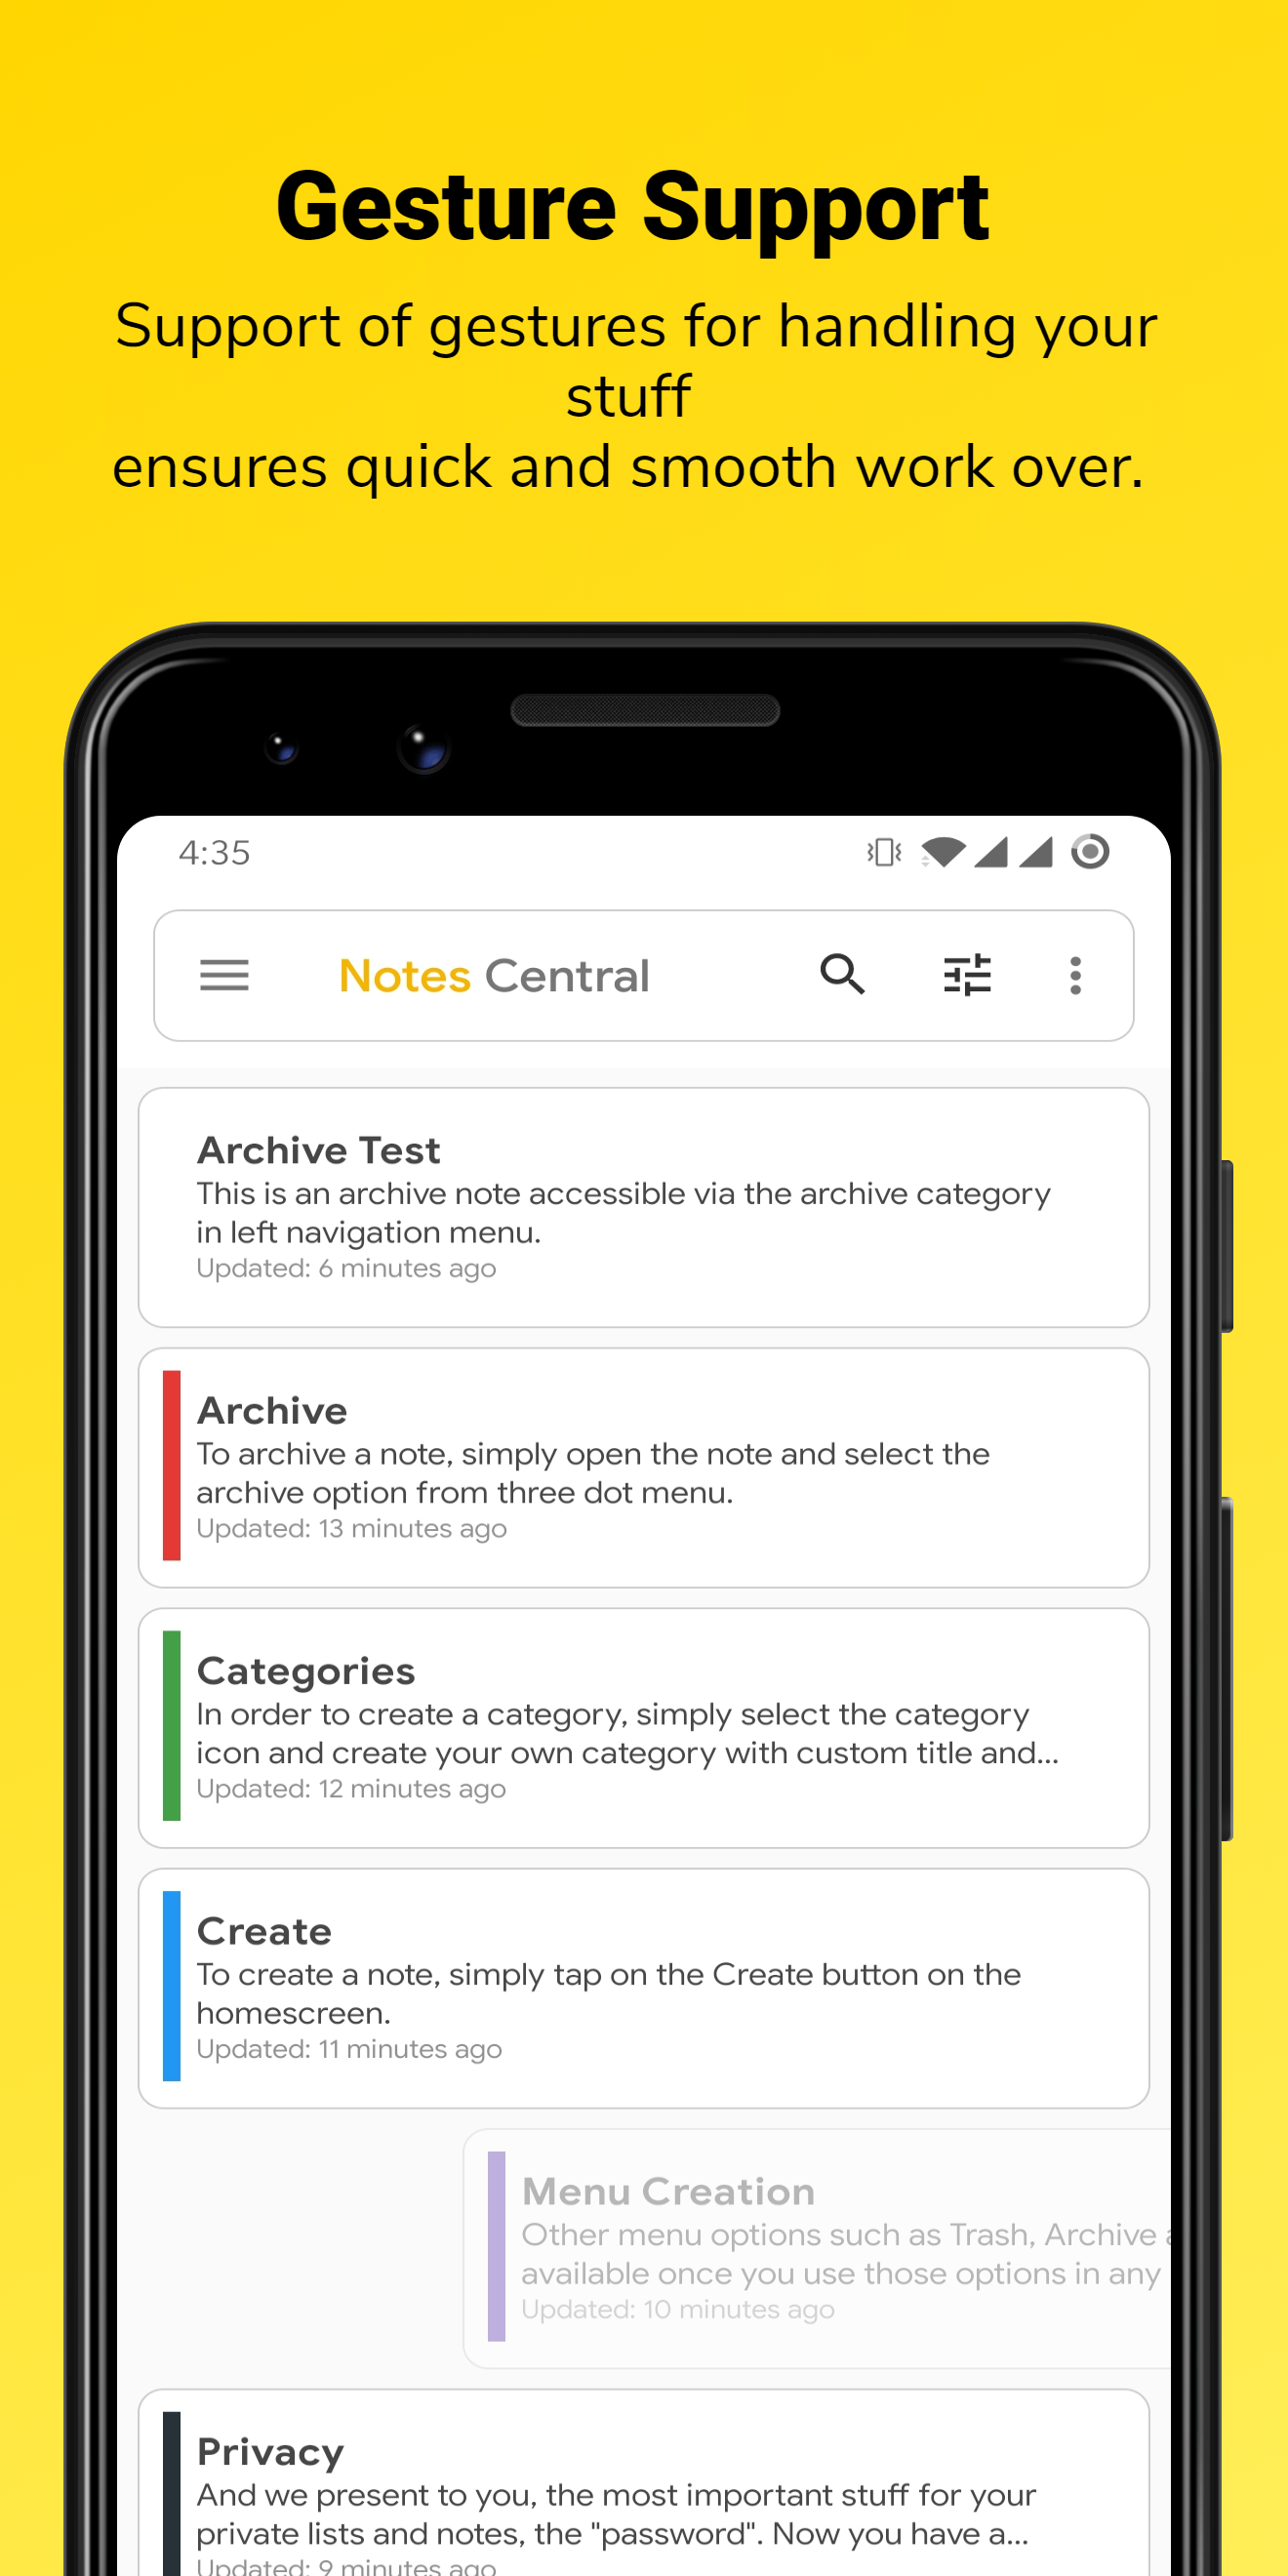 Gesture Support
Support of gestures for handling your
stuff
ensures quick and smooth work over.
4:35
Notes Central
Archive Test
This is an archive note accessible via the archive category
in left navigation menu.
Updated: 6 minutes ago
Archive
To archive a note, simply open the note and select the
archive option from three dot menu.
Updated: 13 minutes ago
Categories
In order to create a category, simply select the category
icon and create your own category with custom title and...
Updated: 12 minutes ago
Create
To create a note, simply tap on the Create button on the
homescreen.
Updated: 11 minutes ago
Menu Creation
Other menu options such as Trash, Archive
available once you use those options in any
Updated: 10 minutes ago
Privacy
And we present to you, the most important stuff for your
private lists and notes, the "password". Now you have a...
Updated: 9 minutes ago